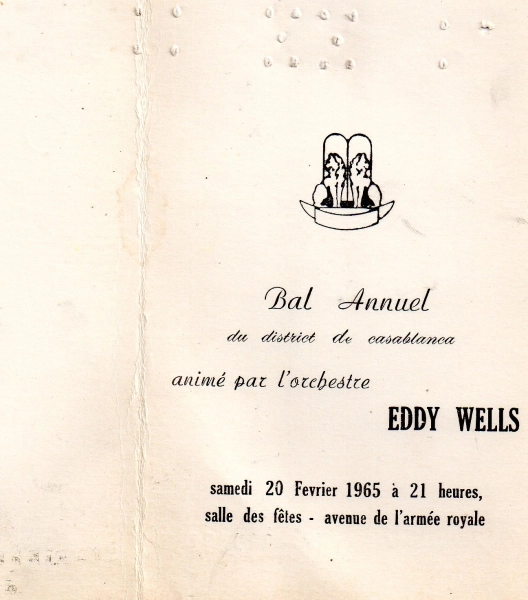 Bal Annuel
du district de casablanca
animé par l'orchestre
EDDY WELLS
samedi 20 Fevrier 1965 à 21 heures,
salle des fêtes - avenue de l'armée royale